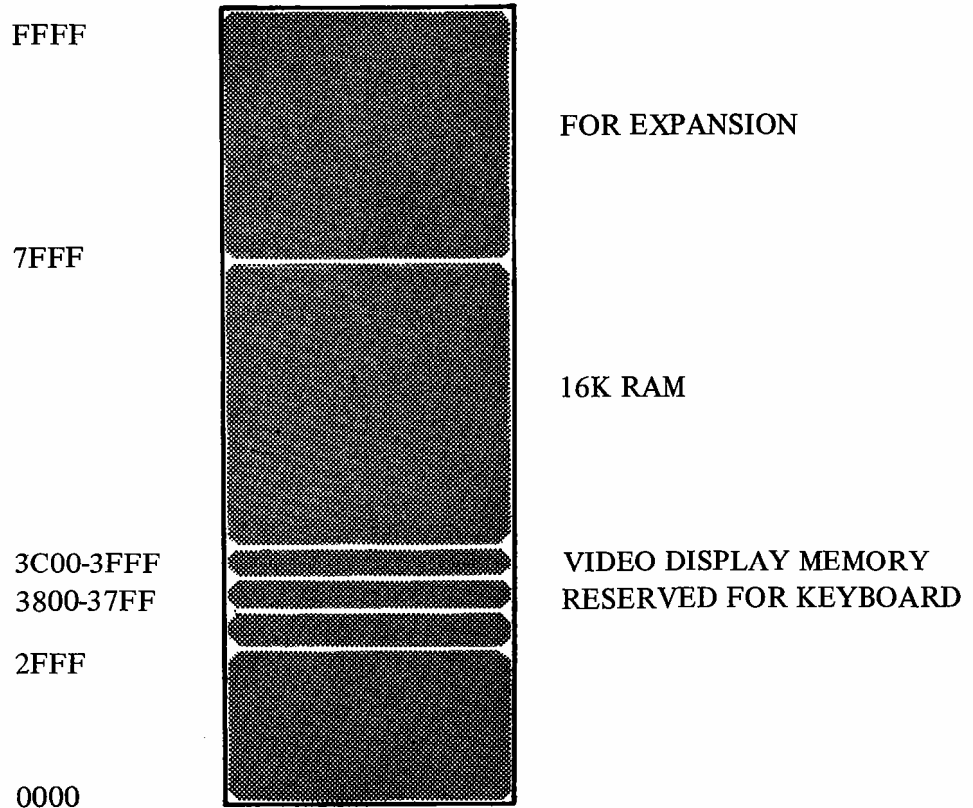 FFFF
FOR EXPANSION
7FFF
16K RAM
3C00-3FFF VIDEO DISPLAY MEMORY
3800-37FF RESERVED FOR KEYBOARD
2FFF
0000